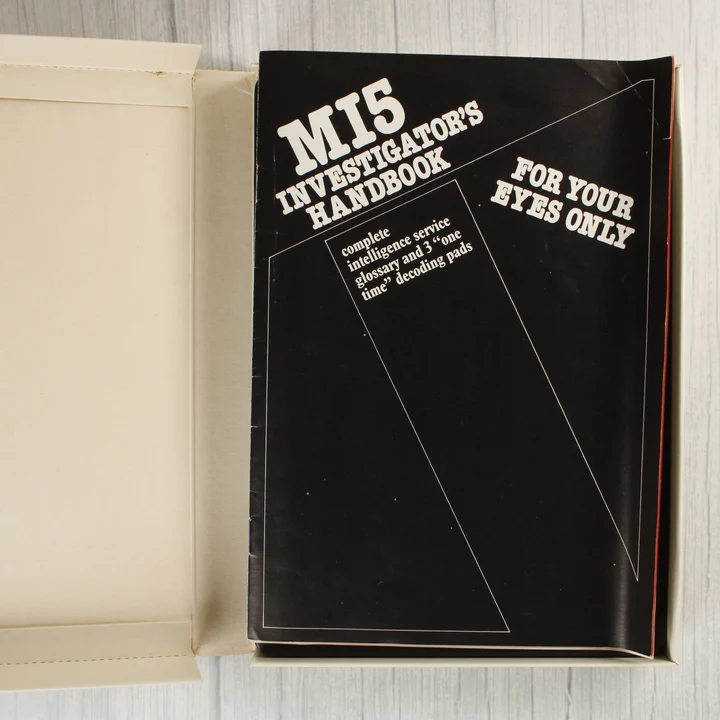 MI5
INVESTIGATOR'S
HANDBOOK
FOR YOUR
EYES ONLY
complete
intelligence service
glossary and 3 “one
time” decoding pads